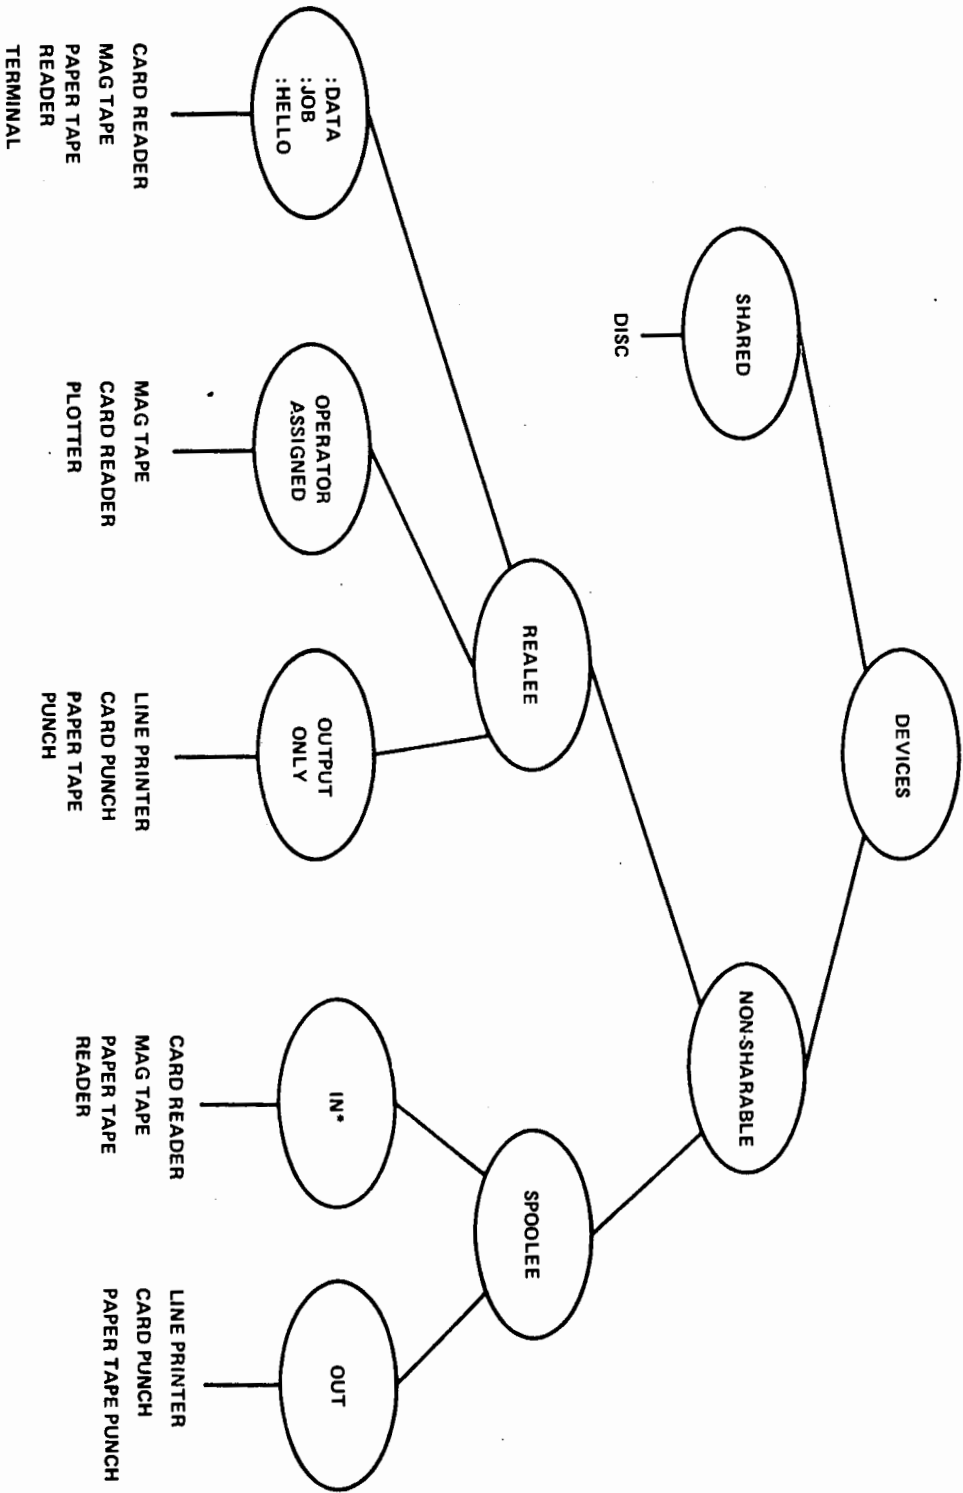 DEVICES
SHARED
DISC
NON-SHARABLE
REALEE
SPOOLEE
:DATA
:JOB
:HELLO
CARD READER
MAG TAPE
PAPER TAPE
READER
TERMINAL
OPERATOR
ASSIGNED
MAG TAPE
CARD READER
PLOTTER
OUTPUT
ONLY
LINE PRINTER
CARD PUNCH
PAPER TAPE
PUNCH
IN*
CARD READER
MAG TAPE
PAPER TAPE
READER
OUT
LINE PRINTER
CARD PUNCH
PAPER TAPE PUNCH